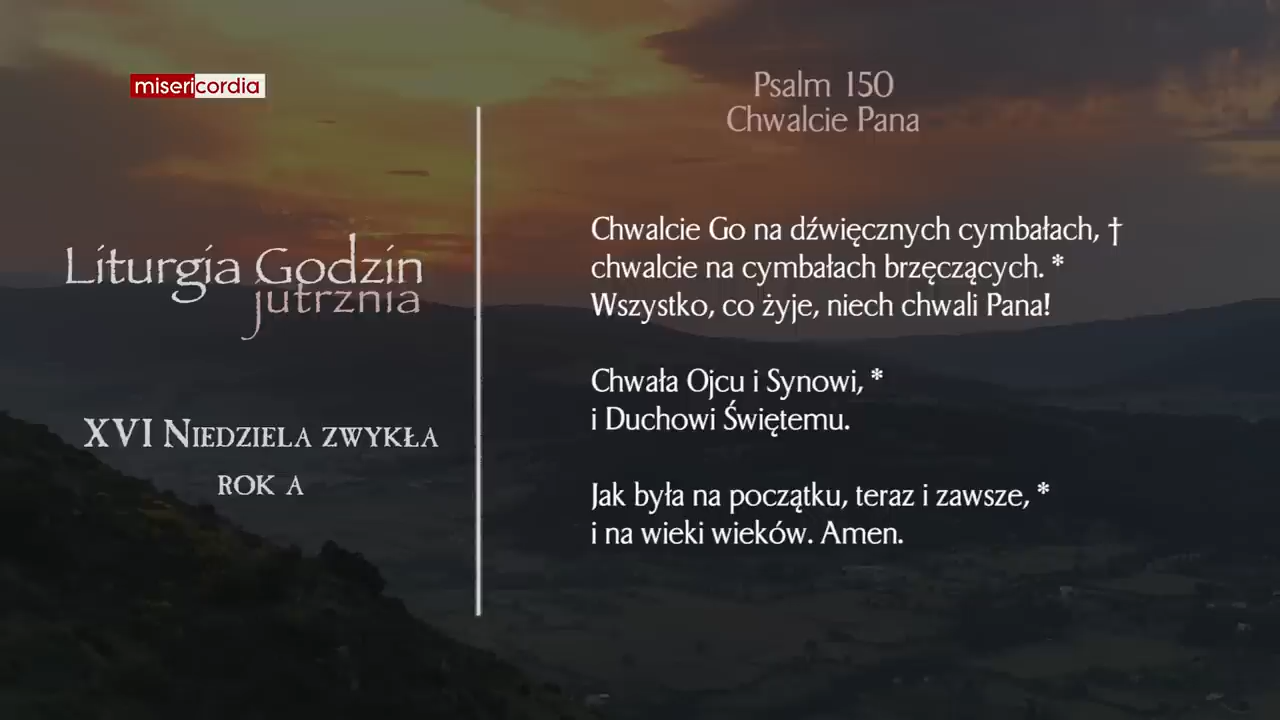 misericordia
Liturgia Godzin
jutrznia
XVI Niedziela zwykła
rok A
Psalm 150
Chwalcie Pana
Chwalcie Go na dźwięcznych cymbałach, †
chwalcie na cymbałach brzęczących. *
Wszystko, co żyje, niech chwali Pana!
Chwała Ojcu i Synowi, *
i Duchowi Świętemu.
Jak była na początku, teraz i zawsze, *
i na wieki wieków. Amen.